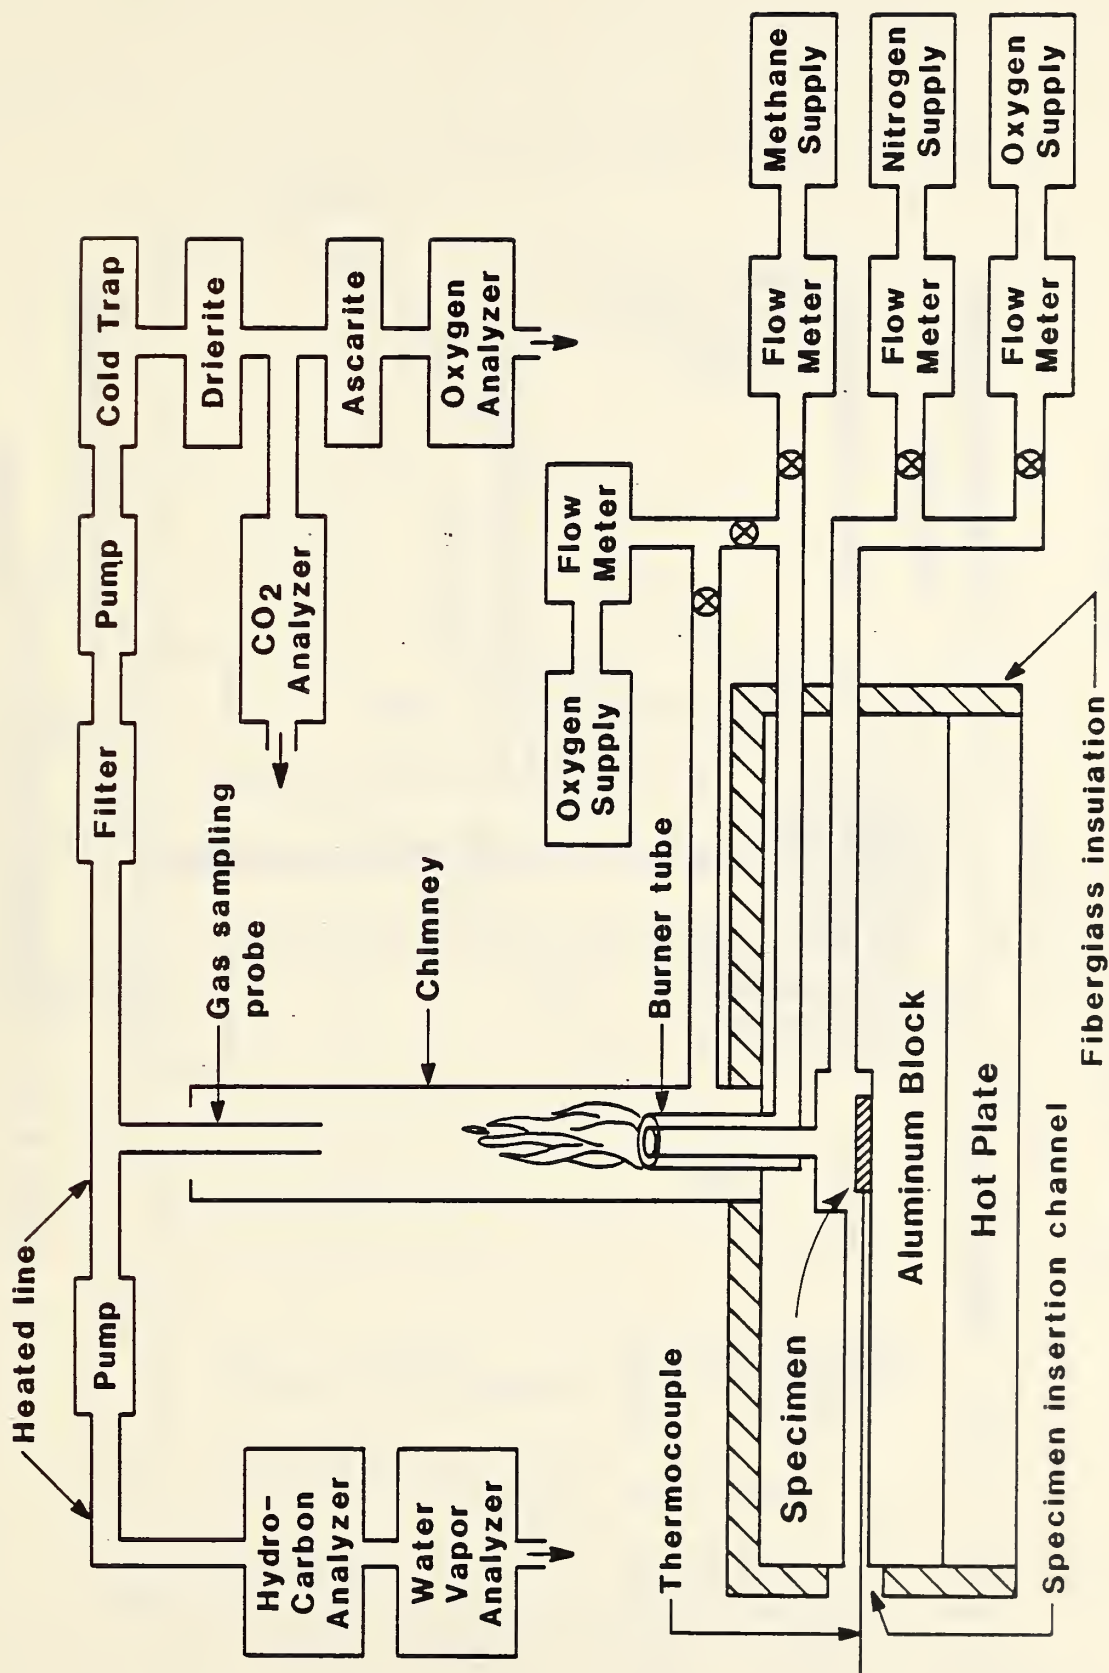 Heated line
Pump
Filter
Pump
Cold Trap
Hydro-
Carbon
Analyzer
Water
Vapor
Analyzer
Gas sampling
probe
Drierite
CO2
Analyzer
Ascarite
Oxygen
Analyzer
Chimney
Oxygen
Supply
Flow
Meter
Thermocouple
Burner tube
Specimen
Flow
Meter
Methane
Supply
Aluminum Block
Flow
Meter
Nitrogen
Supply
Hot Plate
Flow
Meter
Oxygen
Supply
Specimen insertion channel
Fiberglass insulation